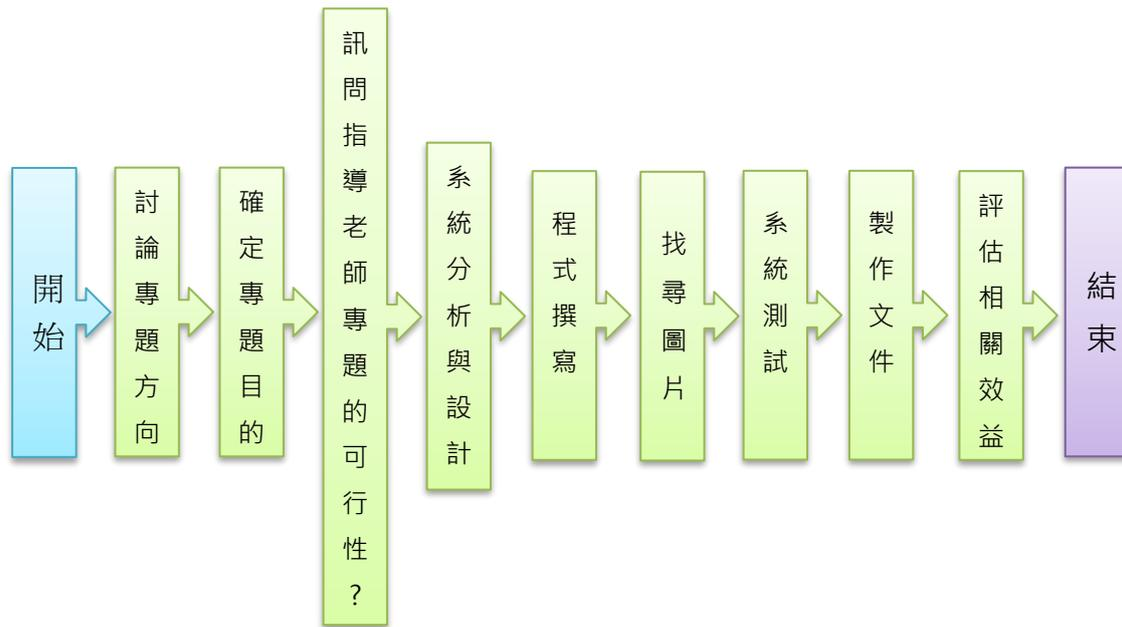 開始
討論專題方向
確定專題目的
訊問指導老師專題的可行性?
系統分析與設計
程式撰寫
找尋圖片
系統測試
製作文件
評估相關效益
結束